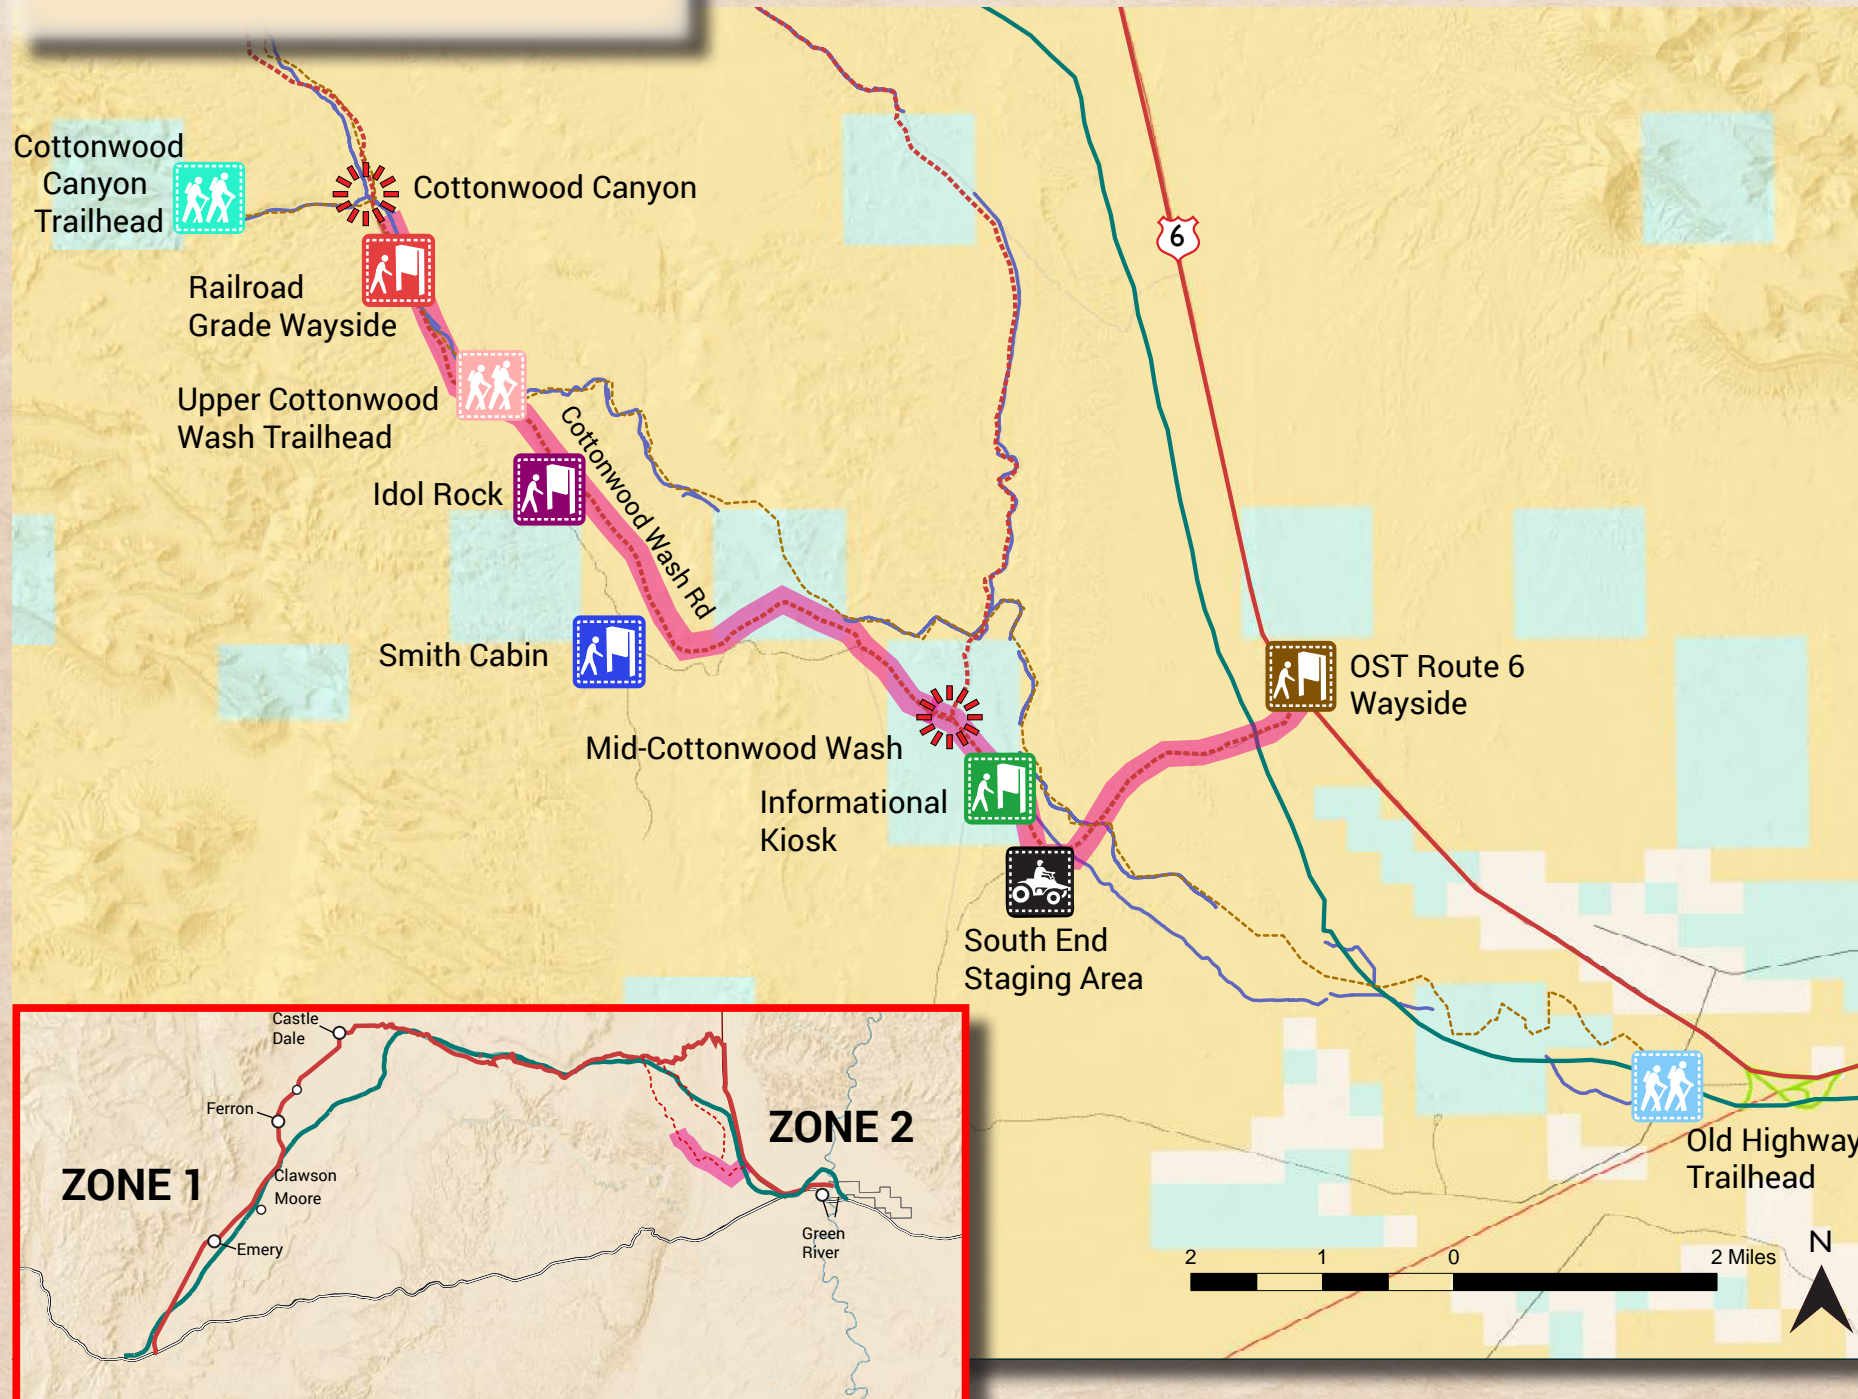 Cottonwood
Canyon
Trailhead
Cottonwood Canyon
6
Railroad
Grade Wayside
Upper Cottonwood
Wash Trailhead
Cottonwood Wash Rd
Idol Rock
Smith Cabin
OST Route 6
Wayside
Mid-Cottonwood Wash
Informational
Kiosk
South End
Staging Area
Old Highway
Trailhead
2 1 0 2 Miles
N
Castle
Dale
Ferron
ZONE 1
ZONE 2
Clawson
Moore
Emery
Green
River